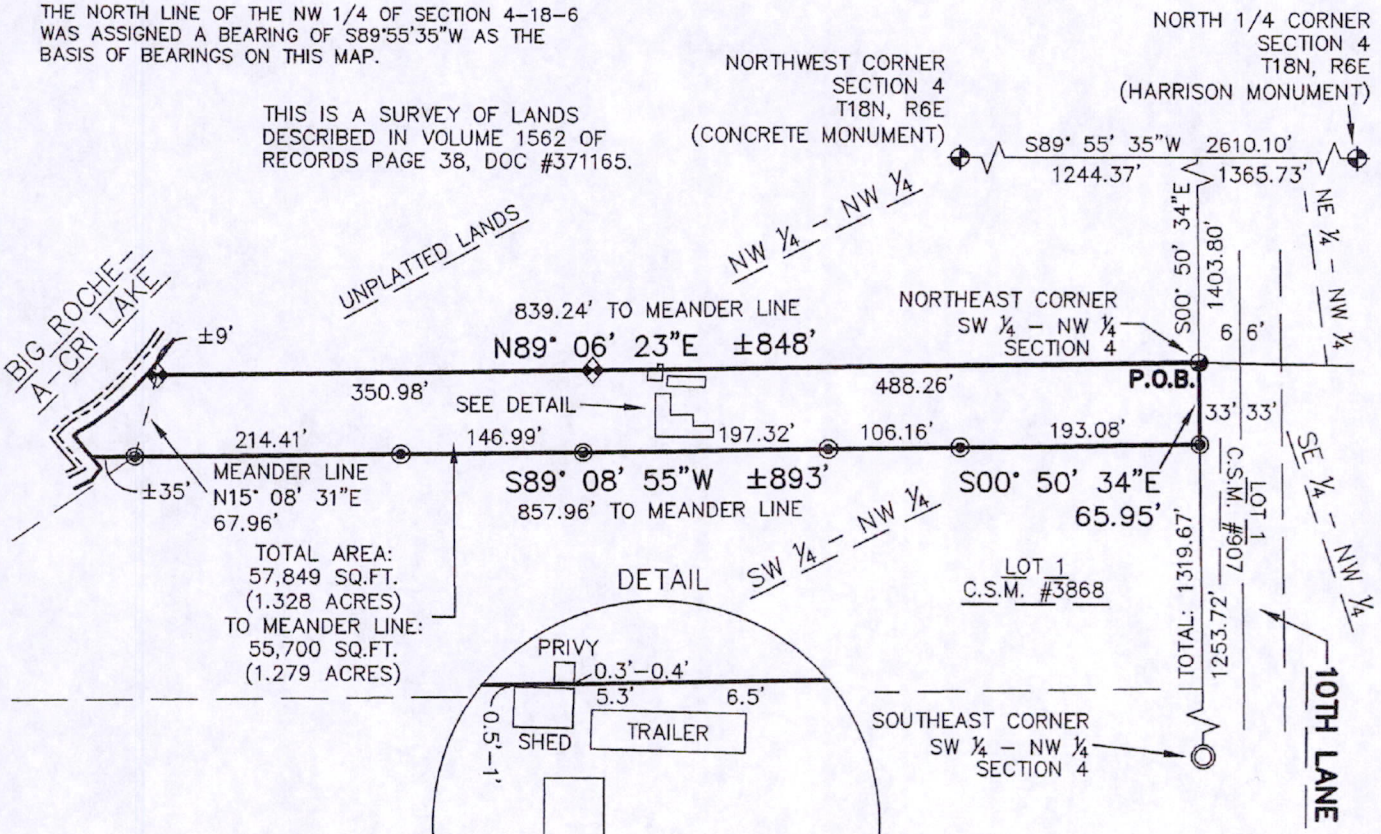 THE NORTH LINE OF THE NW 1/4 OF SECTION 4-18-6
WAS ASSIGNED A BEARING OF S89°55'35"W AS THE
BASIS OF BEARINGS ON THIS MAP.
THIS IS A SURVEY OF LANDS
DESCRIBED IN VOLUME 1562 OF
RECORDS PAGE 38, DOC #371165.
NORTHWEST CORNER
SECTION 4
T18N, R6E
(CONCRETE MONUMENT)
NORTH 1/4 CORNER
SECTION 4
T18N, R6E
(HARRISON MONUMENT)
S89° 55' 35"W 2610.10'
1244.37' 1365.73'
S00° 50' 34"E
1403.80'
NE ¼ - NW ¼
NW ¼ - NW ¼
UNPLATTED LANDS
BIG ROCHE-
A-CRI LAKE
±9'
839.24' TO MEANDER LINE
N89° 06' 23"E ±848'
350.98'
488.26'
NORTHEAST CORNER
SW ¼ - NW ¼
SECTION 4
P.O.B.
6 6'
33' 33'
SEE DETAIL
214.41'
146.99'
197.32'
106.16'
193.08'
MEANDER LINE
N15° 08' 31"E
67.96'
±35'
S89° 08' 55"W ±893'
857.96' TO MEANDER LINE
S00° 50' 34"E
65.95'
SW ¼ - NW ¼
SE ¼ - NW ¼
LOT 1
C.S.M. #907
LOT 1
C.S.M. #3868
TOTAL: 1319.67'
1253.72'
10TH LANE
TOTAL AREA:
57,849 SQ.FT.
(1.328 ACRES)
TO MEANDER LINE:
55,700 SQ.FT.
(1.279 ACRES)
DETAIL
PRIVY
0.3'-0.4'
5.3' 6.5'
0.5'-1'
SHED
TRAILER
SOUTHEAST CORNER
SW ¼ - NW ¼
SECTION 4